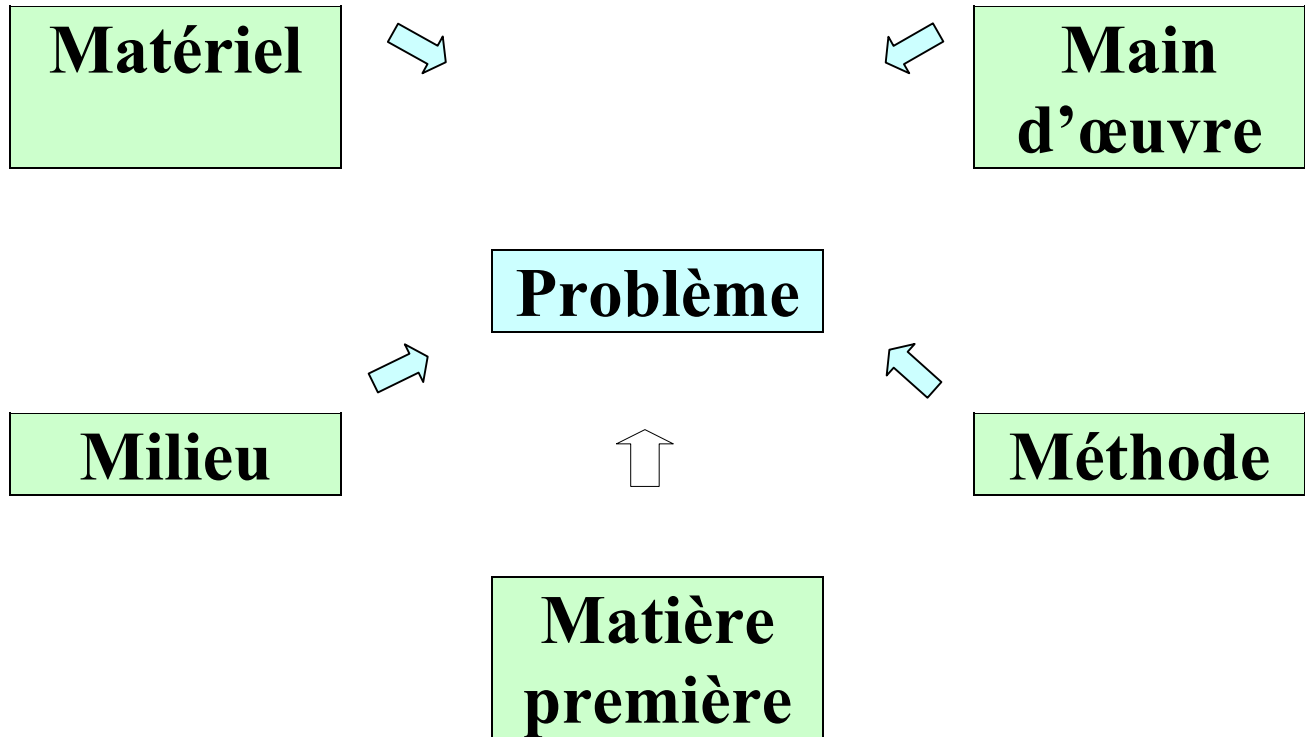 Matériel
Main
d’œuvre
Problème
Milieu
Méthode
Matière
première